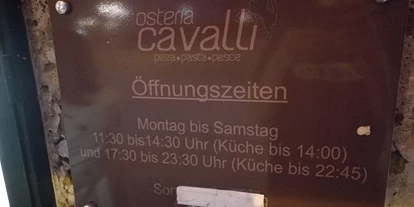 osteria
cavalli
pizza•pasta•pesce
Öffnungszeiten
Montag bis Samstag
11:30 bis14:30 Uhr (Küche bis 14:00)
und 17:30 bis 23:30 Uhr (Küche bis 22:45)